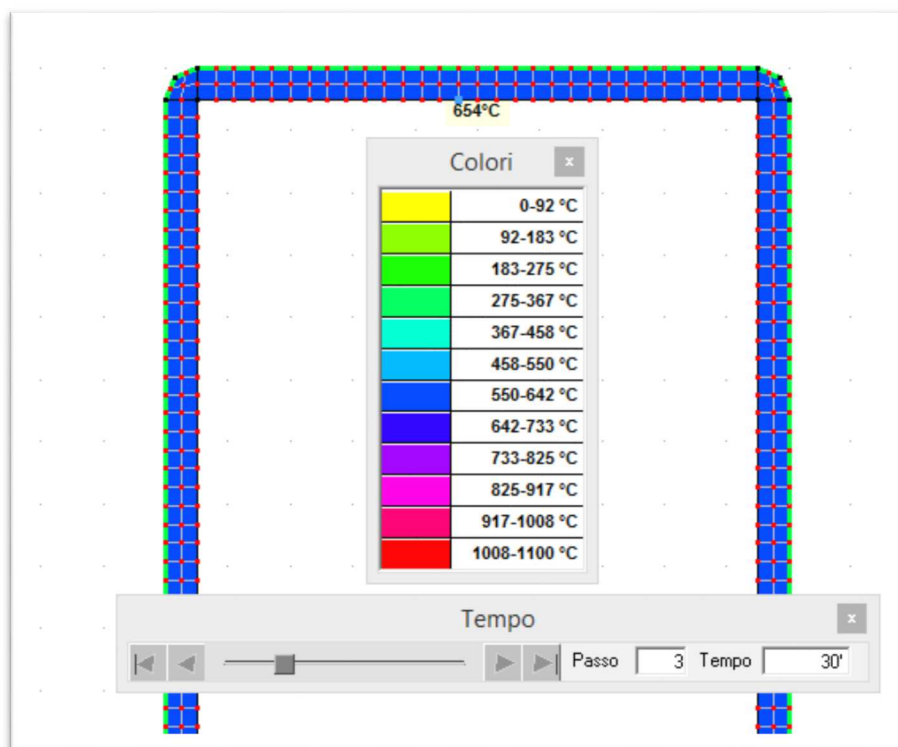 654°C
Colori x
0-92 °C
92-183 °C
183-275 °C
275-367 °C
367-458 °C
458-550 °C
550-642 °C
642-733 °C
733-825 °C
825-917 °C
917-1008 °C
1008-1100 °C
Tempo x
Passo 3 Tempo 30'